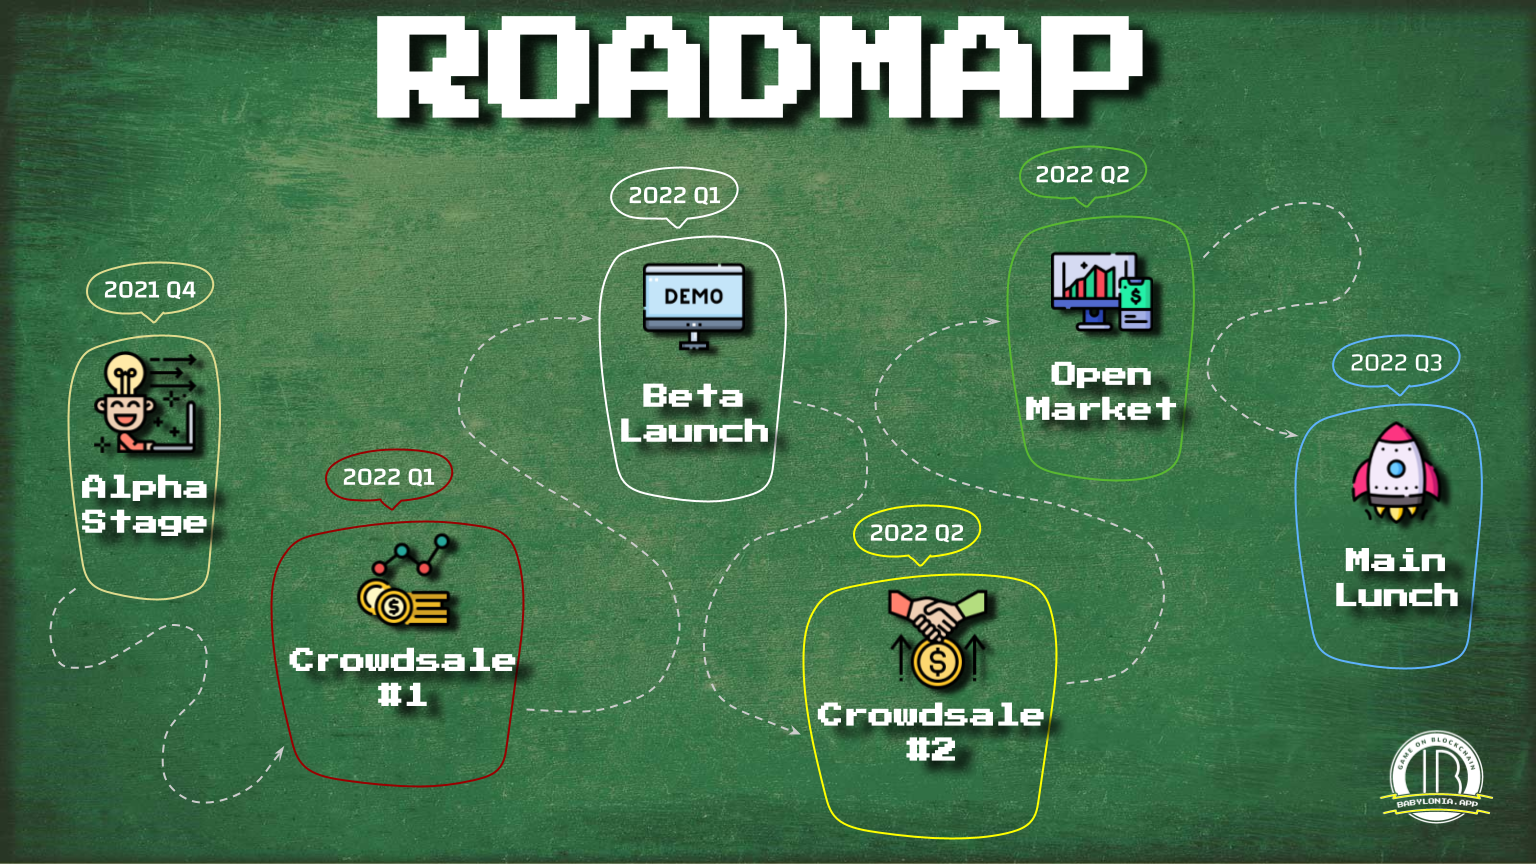 ROADMAP
2021 Q4
Alpha
Stage
2022 Q1
Crowdsale
#1
2022 Q1
DEMO
Beta
Launch
2022 Q2
Crowdsale
#2
2022 Q2
$
Open
Market
2022 Q3
Main
Lunch
GAME ON BLOCKCHAIN
BABYLONIA.APP